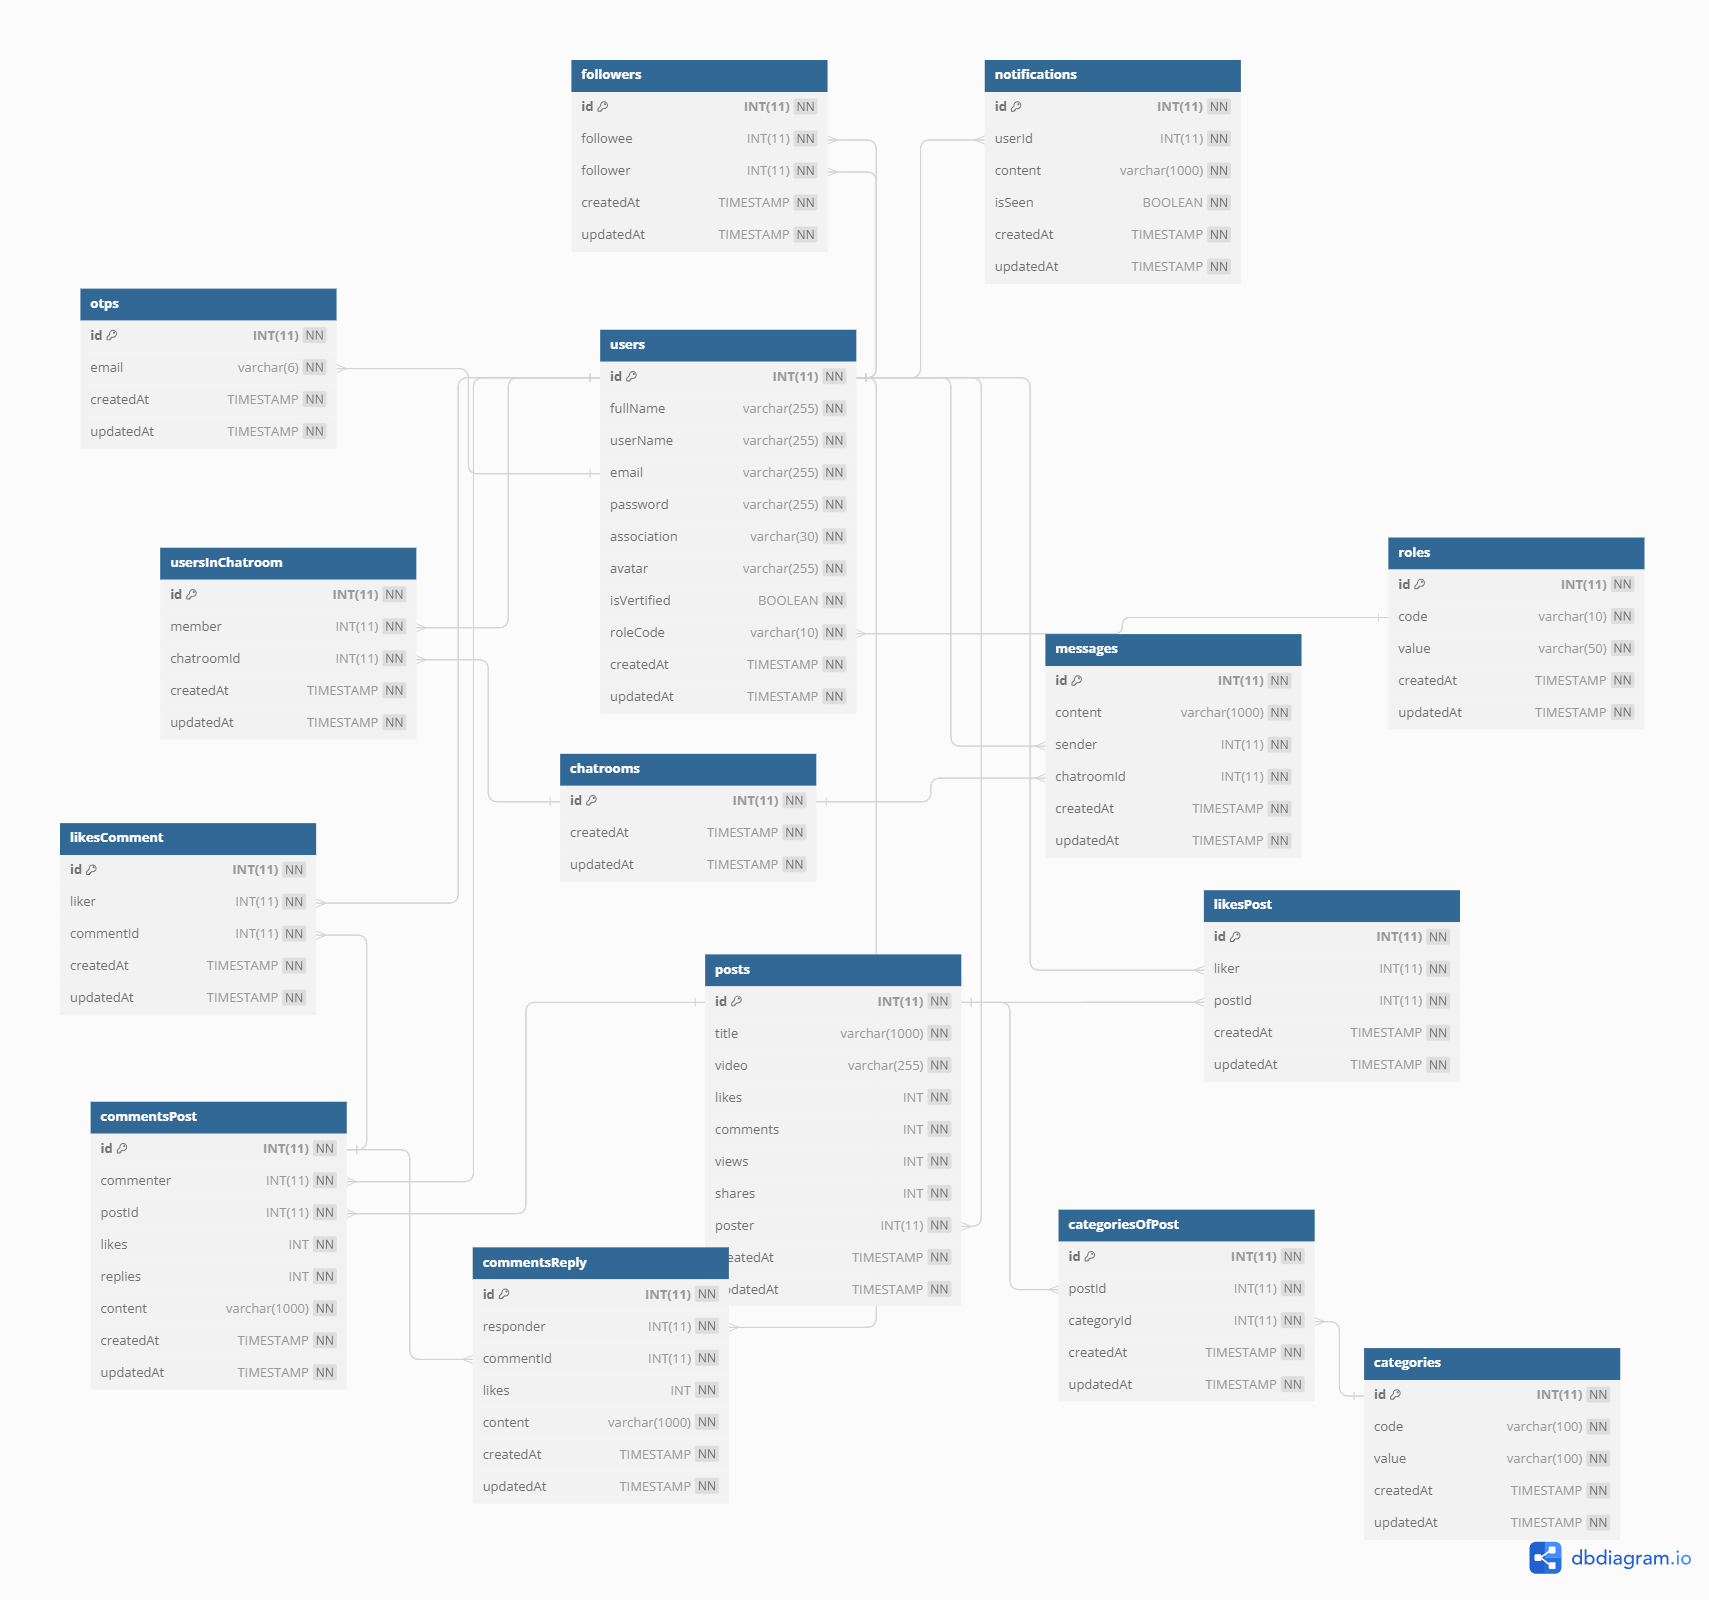 followers
id INT(11) NN
followee INT(11) NN
follower INT(11) NN
createdAt TIMESTAMP NN
updatedAt TIMESTAMP NN
notifications
id INT(11) NN
userId INT(11) NN
content varchar(1000) NN
isSeen BOOLEAN NN
createdAt TIMESTAMP NN
updatedAt TIMESTAMP NN
otps
id INT(11) NN
email varchar(6) NN
createdAt TIMESTAMP NN
updatedAt TIMESTAMP NN
users
id INT(11) NN
fullName varchar(255) NN
userName varchar(255) NN
email varchar(255) NN
password varchar(255) NN
association varchar(30) NN
avatar varchar(255) NN
isVertified BOOLEAN NN
roleCode varchar(10) NN
createdAt TIMESTAMP NN
updatedAt TIMESTAMP NN
usersInChatroom
id INT(11) NN
member INT(11) NN
chatroomId INT(11) NN
createdAt TIMESTAMP NN
updatedAt TIMESTAMP NN
roles
id INT(11) NN
code varchar(10) NN
value varchar(50) NN
createdAt TIMESTAMP NN
updatedAt TIMESTAMP NN
messages
id INT(11) NN
content varchar(1000) NN
sender INT(11) NN
chatroomId INT(11) NN
createdAt TIMESTAMP NN
updatedAt TIMESTAMP NN
chatrooms
id INT(11) NN
createdAt TIMESTAMP NN
updatedAt TIMESTAMP NN
likesComment
id INT(11) NN
liker INT(11) NN
commentId INT(11) NN
createdAt TIMESTAMP NN
updatedAt TIMESTAMP NN
likesPost
id INT(11) NN
liker INT(11) NN
postId INT(11) NN
createdAt TIMESTAMP NN
updatedAt TIMESTAMP NN
posts
id INT(11) NN
title varchar(1000) NN
video varchar(255) NN
likes INT NN
comments INT NN
views INT NN
shares INT NN
poster INT(11) NN
eatedAt TIMESTAMP NN
pdatedAt TIMESTAMP NN
commentsPost
id INT(11) NN
commenter INT(11) NN
postId INT(11) NN
likes INT NN
replies INT NN
content varchar(1000) NN
createdAt TIMESTAMP NN
updatedAt TIMESTAMP NN
commentsReply
id INT(11) NN
responder INT(11) NN
commentId INT(11) NN
likes INT NN
content varchar(1000) NN
createdAt TIMESTAMP NN
updatedAt TIMESTAMP NN
categoriesOfPost
id INT(11) NN
postId INT(11) NN
categoryId INT(11) NN
createdAt TIMESTAMP NN
updatedAt TIMESTAMP NN
categories
id INT(11) NN
code varchar(100) NN
value varchar(100) NN
createdAt TIMESTAMP NN
updatedAt TIMESTAMP NN
dbdiagram.io